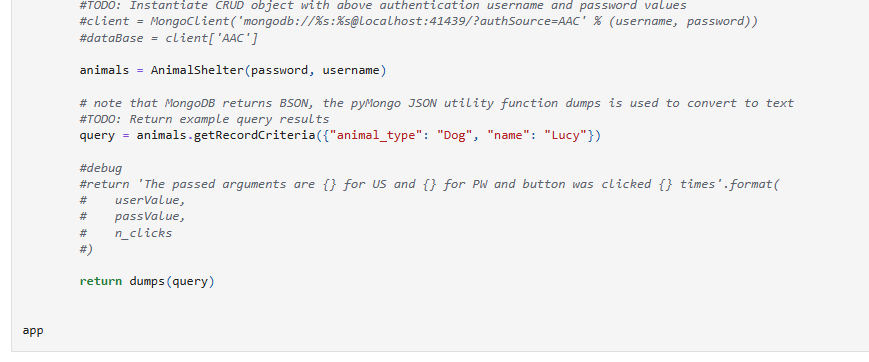 #TODO: Instantiate CRUD object with above authentication username and password values
#client = MongoClient('mongodb://%s:%s@localhost:41439/?authSource=AAC' % (username, password))
#dataBase = client['AAC']
animals = AnimalShelter(password, username)
# note that MongoDB returns BSON, the pyMongo JSON utility function dumps is used to convert to text
#TODO: Return example query results
query = animals.getRecordCriteria({"animal_type": "Dog", "name": "Lucy"})
#debug
#return 'The passed arguments are {} for US and {} for PW and button was clicked {} times'.format(
#    userValue,
#    passValue,
#    n_clicks
#)
return dumps(query)
app